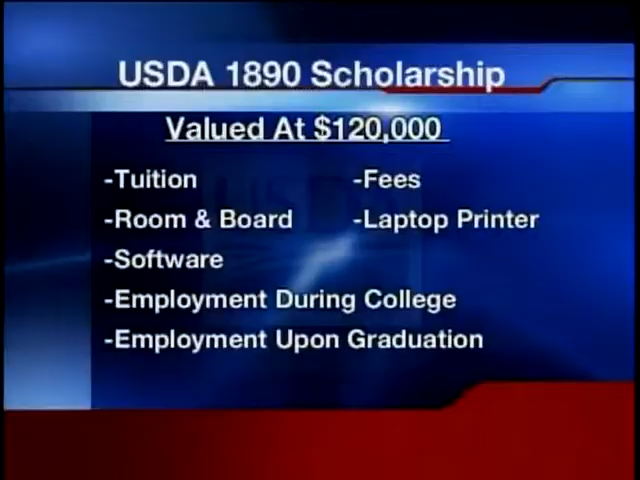 USDA 1890 Scholarship
Valued At $120,000
-Tuition -Fees
-Room & Board -Laptop Printer
-Software
-Employment During College
-Employment Upon Graduation